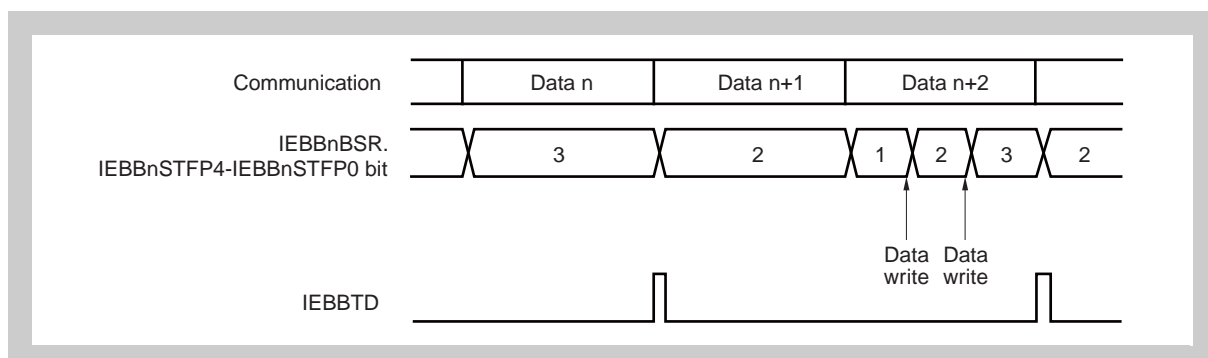 Communication
Data n
Data n+1
Data n+2
IEBBnBSR.
IEBBnSTFP4-IEBBnSTFP0 bit
3
2
1
2
3
2
Data
write
Data
write
IEBBTD